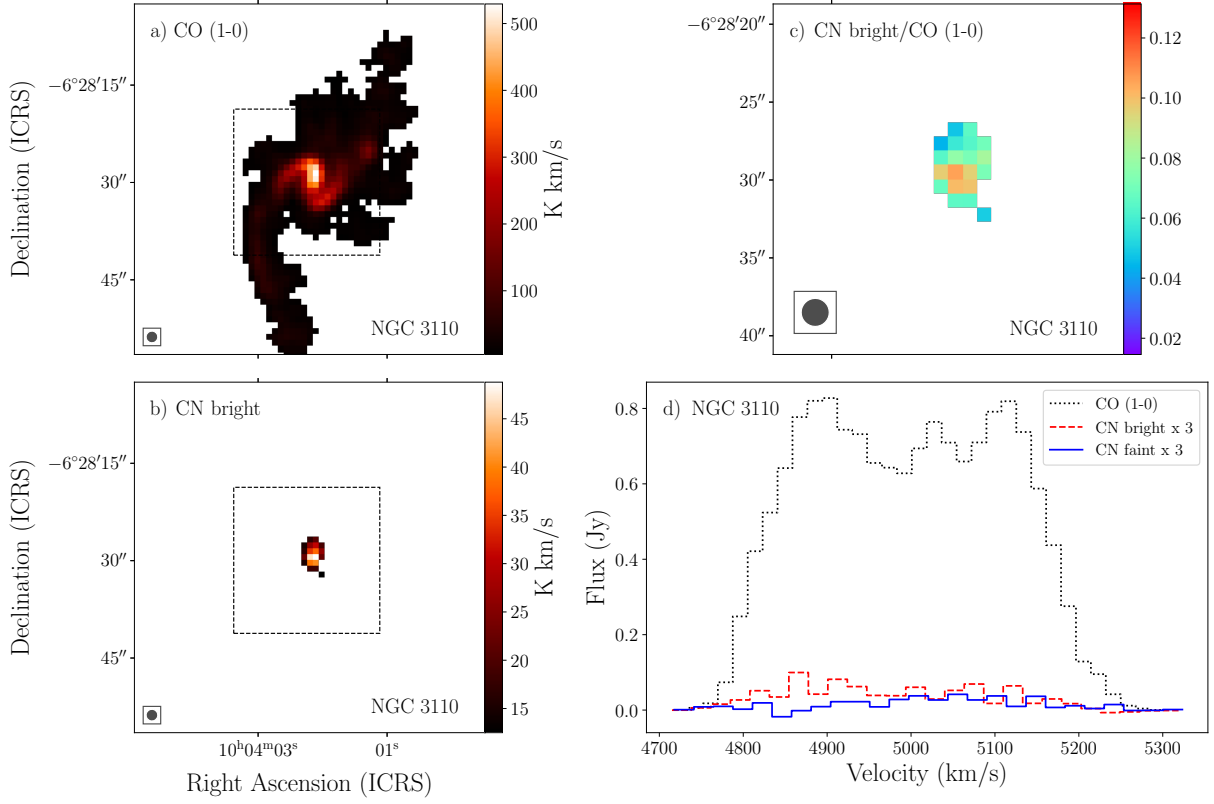 a) CO (1-0)
NGC 3110
−6°28′15″
30″
45″
Declination (ICRS)
500
400
300
200
100
K km/s
c) CN bright/CO (1-0)
NGC 3110
−6°28′20″
25″
30″
35″
40″
0.12
0.10
0.08
0.06
0.04
0.02
b) CN bright
NGC 3110
−6°28′15″
30″
45″
Declination (ICRS)
10ʰ04ᵐ03ˢ
01ˢ
Right Ascension (ICRS)
45
40
35
30
25
20
15
K km/s
d) NGC 3110
CO (1-0)
CN bright x 3
CN faint x 3
0.8
0.6
0.4
0.2
0.0
Flux (Jy)
4700
4800
4900
5000
5100
5200
5300
Velocity (km/s)